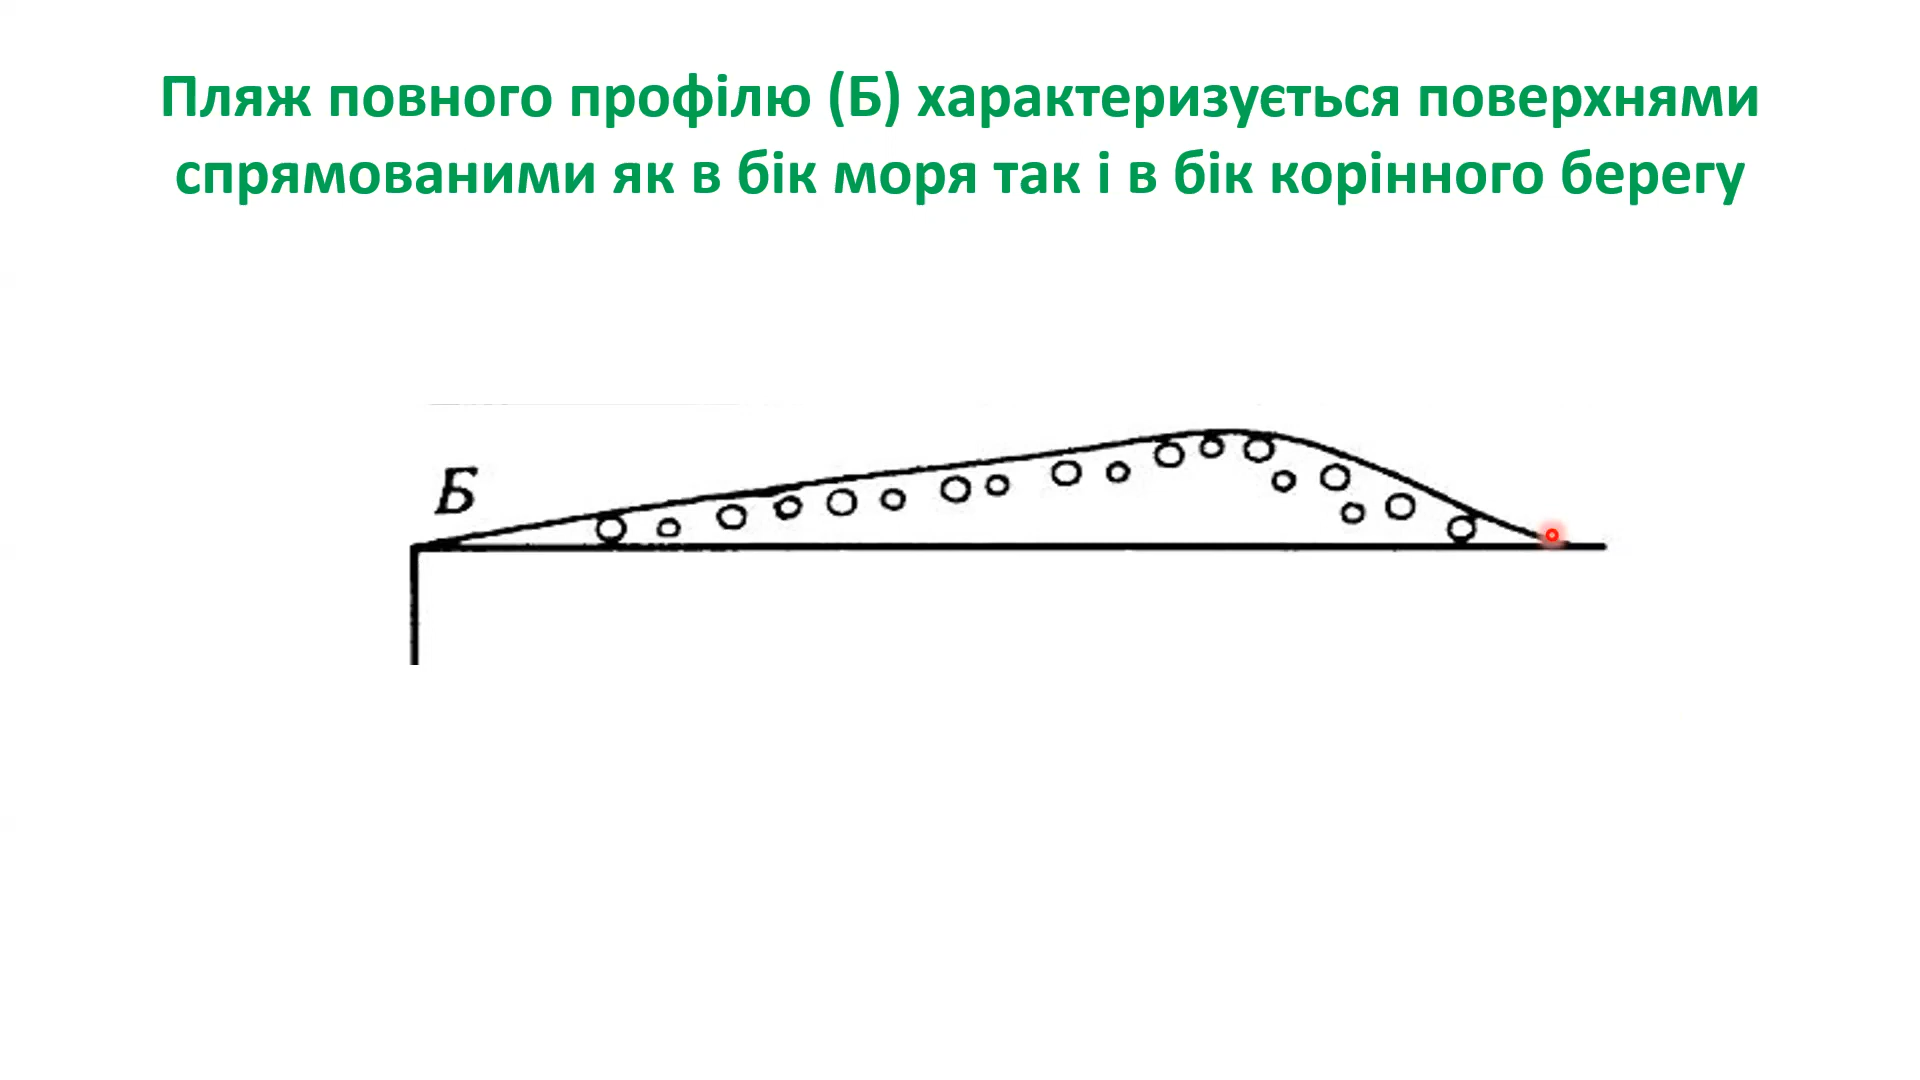 Пляж повного профілю (Б) характеризується поверхнями
спрямованими як в бік моря так і в бік корінного берегу
Б